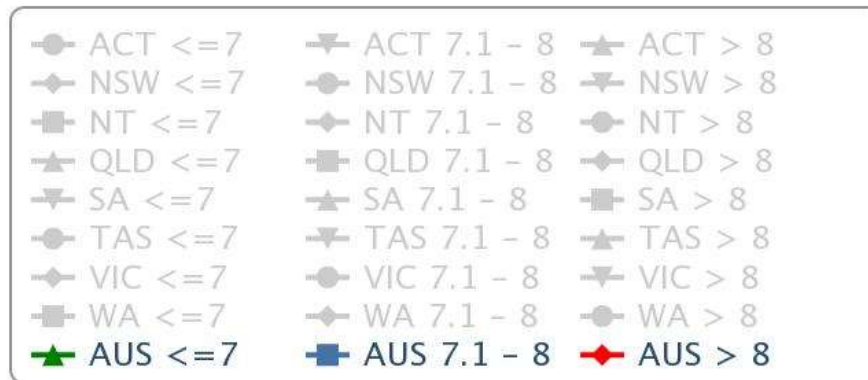 ACT <=7 ACT 7.1 – 8 ACT > 8
NSW <=7 NSW 7.1 – 8 NSW > 8
NT <=7 NT 7.1 – 8 NT > 8
QLD <=7 QLD 7.1 – 8 QLD > 8
SA <=7 SA 7.1 – 8 SA > 8
TAS <=7 TAS 7.1 – 8 TAS > 8
VIC <=7 VIC 7.1 – 8 VIC > 8
WA <=7 WA 7.1 – 8 WA > 8
AUS <=7 AUS 7.1 – 8 AUS > 8